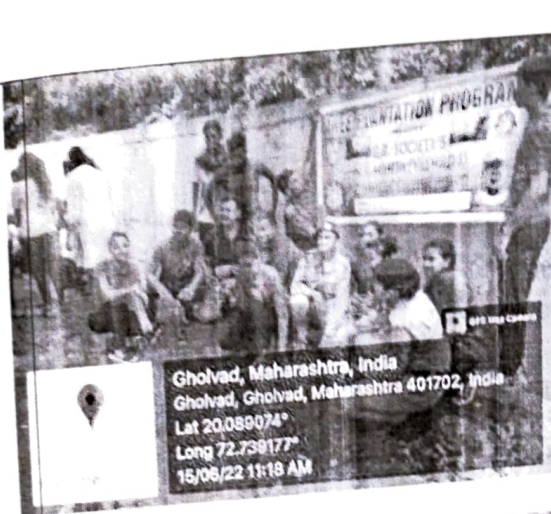 PLANTATION PROGRAM
SOCIETY'S
GPS Map Camera
Gholvad, Maharashtra, India
Gholvad, Gholvad, Maharashtra 401702, India
Lat 20.089074°
Long 72.739177°
15/06/22 11:18 AM